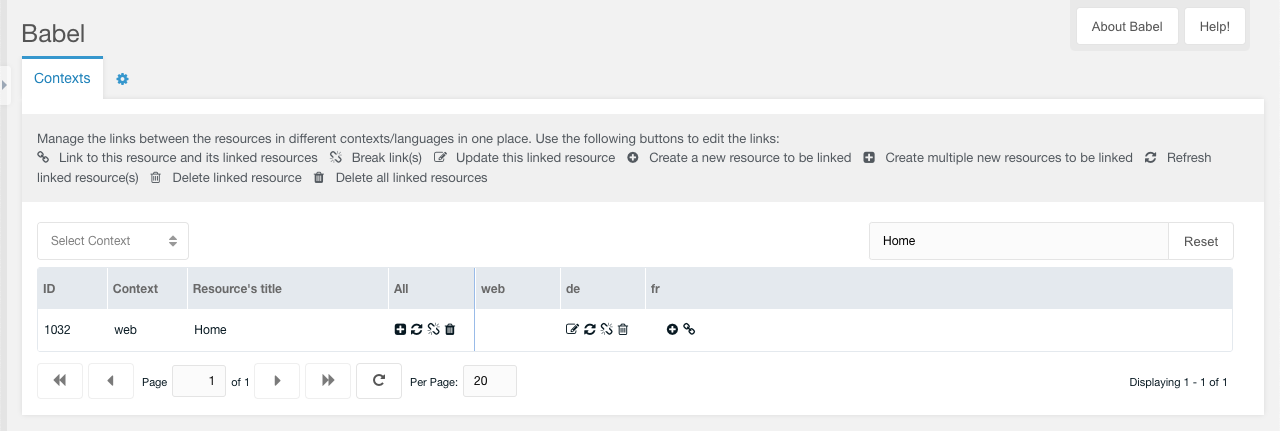 Babel
About Babel
Help!
Contexts
Manage the links between the resources in different contexts/languages in one place. Use the following buttons to edit the links:
Link to this resource and its linked resources Break link(s) Update this linked resource Create a new resource to be linked Create multiple new resources to be linked Refresh
linked resource(s) Delete linked resource Delete all linked resources
Select Context
Home
Reset
ID Context Resource's title All web de fr
1032 web Home
Page 1 of 1 Per Page: 20 Displaying 1 - 1 of 1